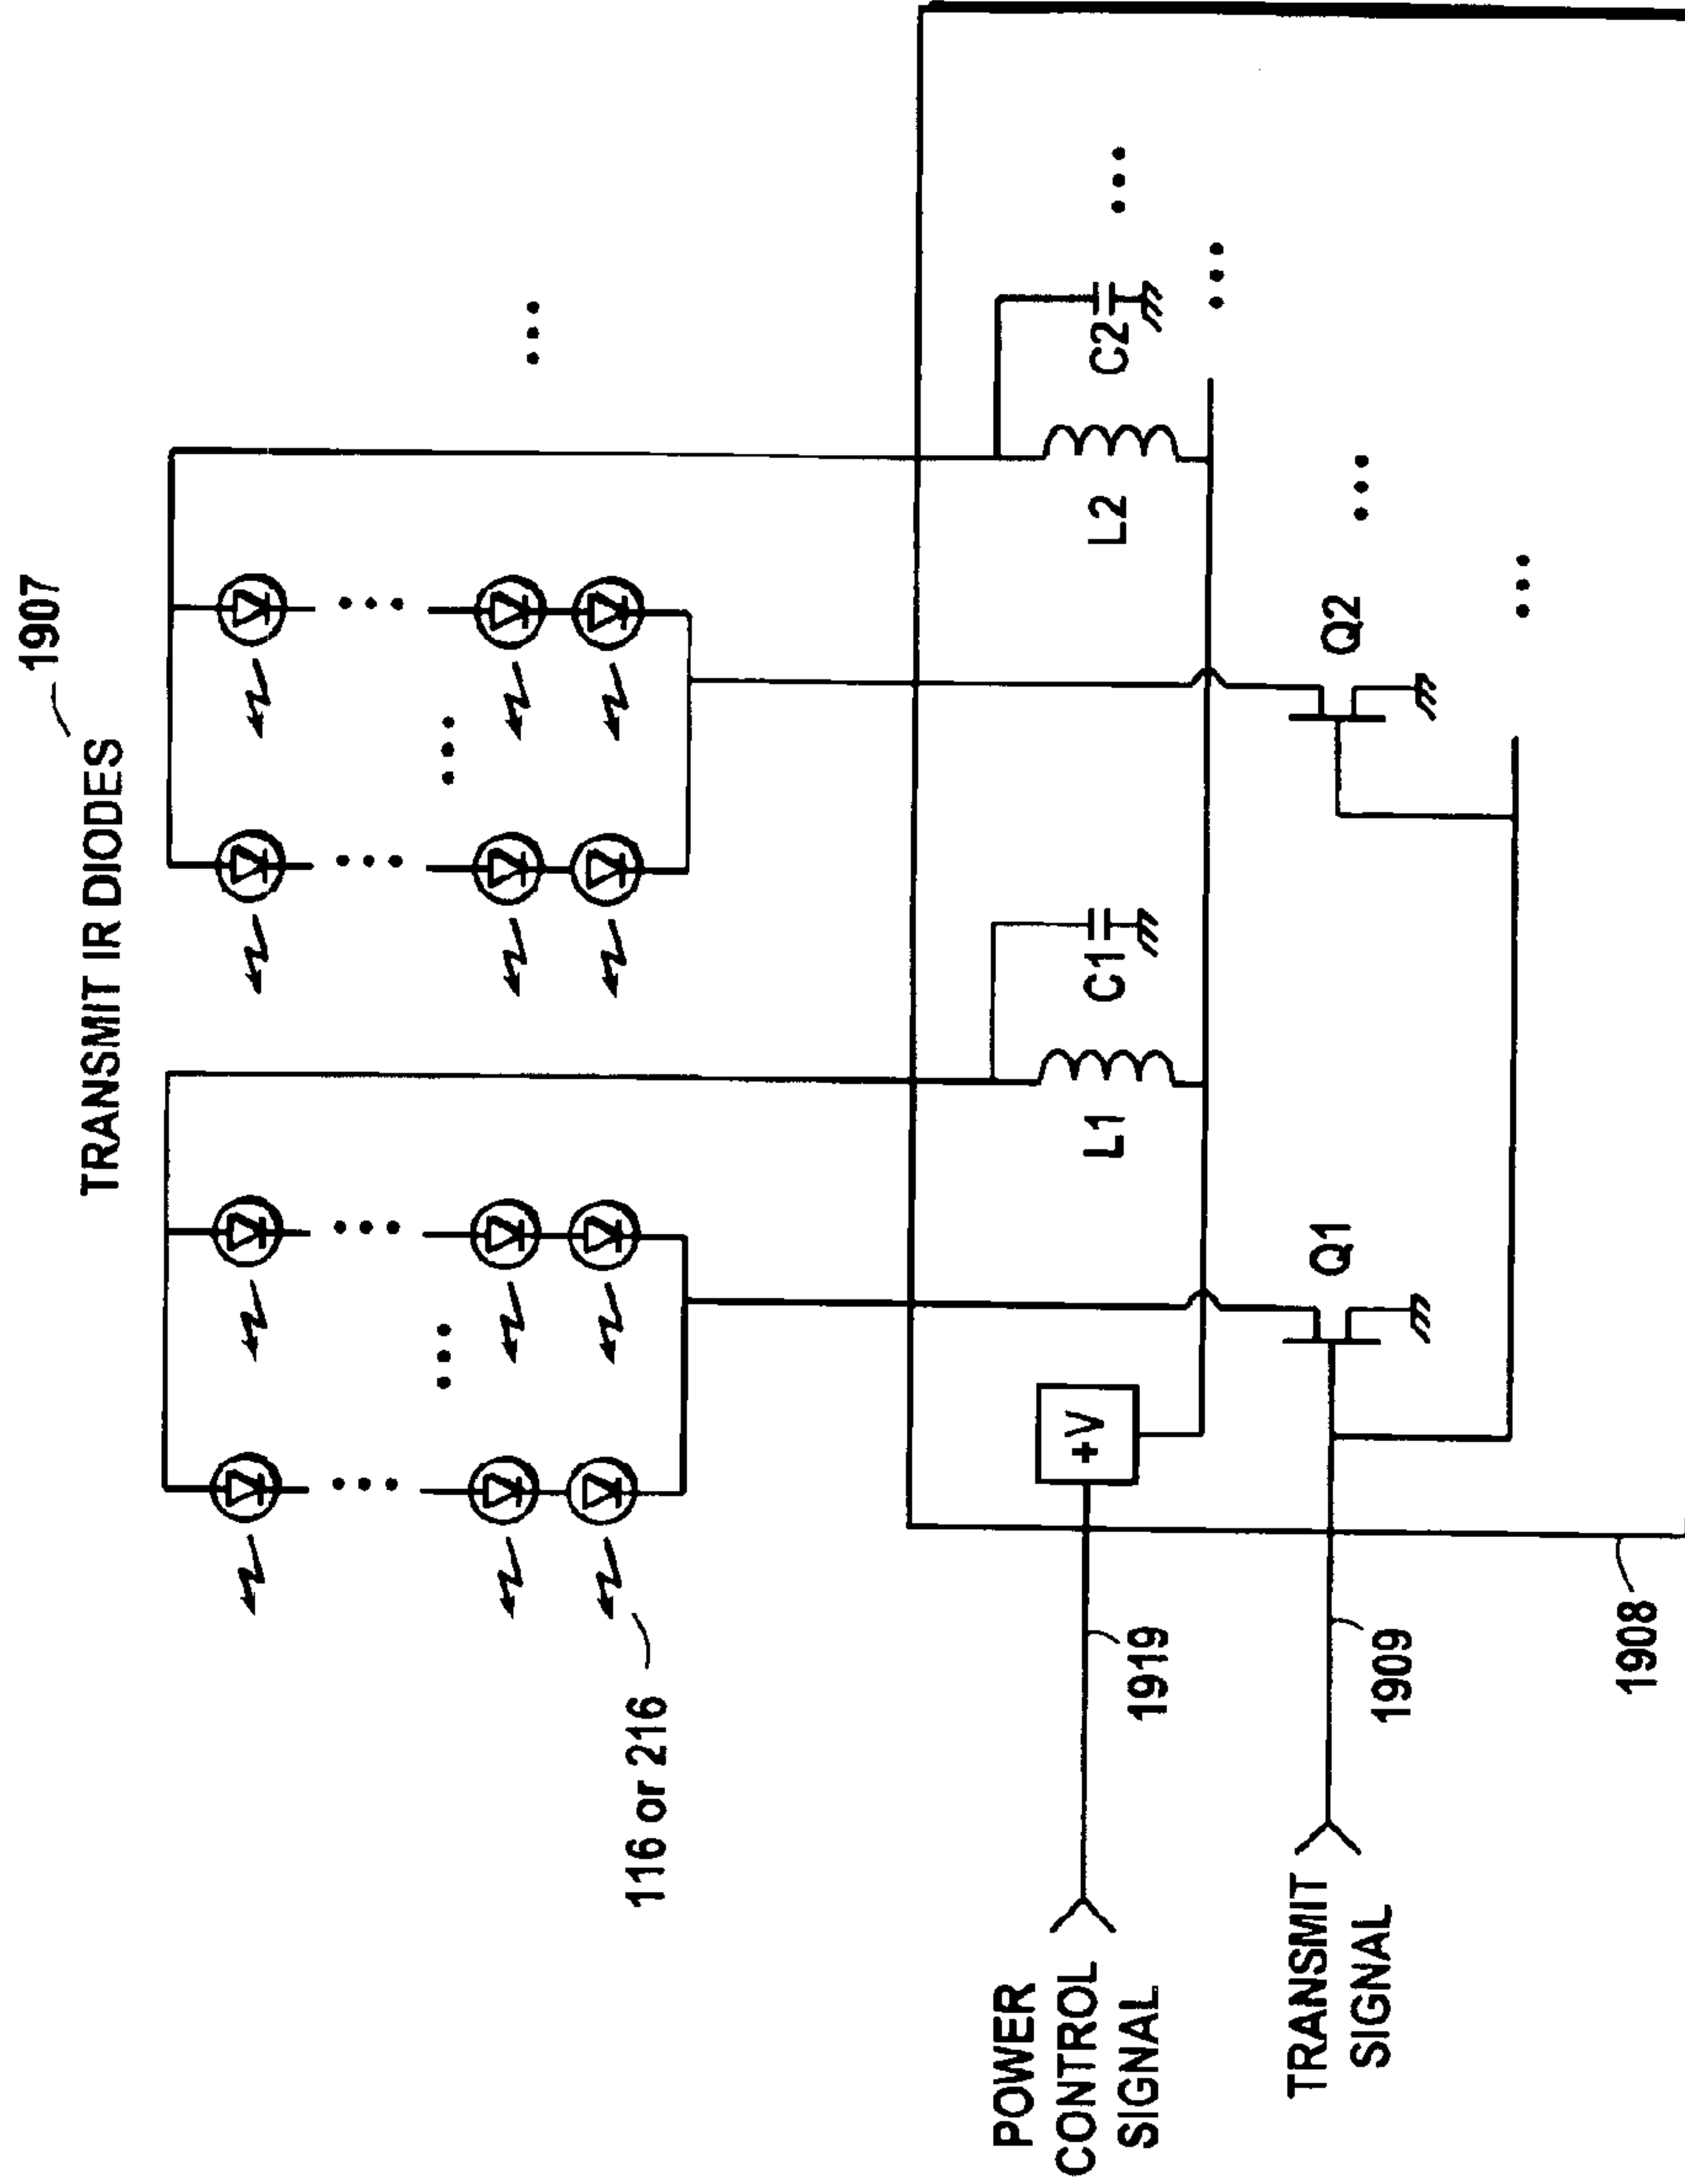 1907
TRANSMIT IR DIODES
116 or 216
POWER
CONTROL
SIGNAL
1919
+V
L1
C1
L2
C2
TRANSMIT
SIGNAL
1909
Q1
Q2
1908